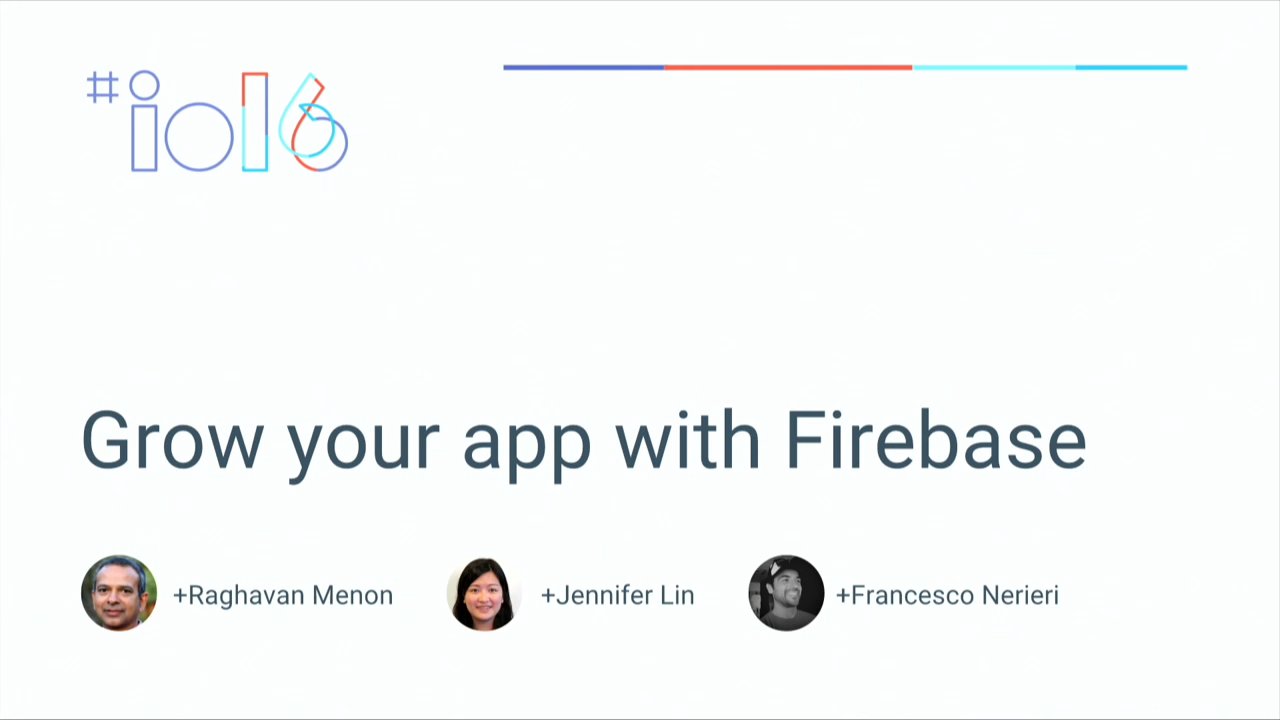 #io16
Grow your app with Firebase
+Raghavan Menon +Jennifer Lin +Francesco Nerieri